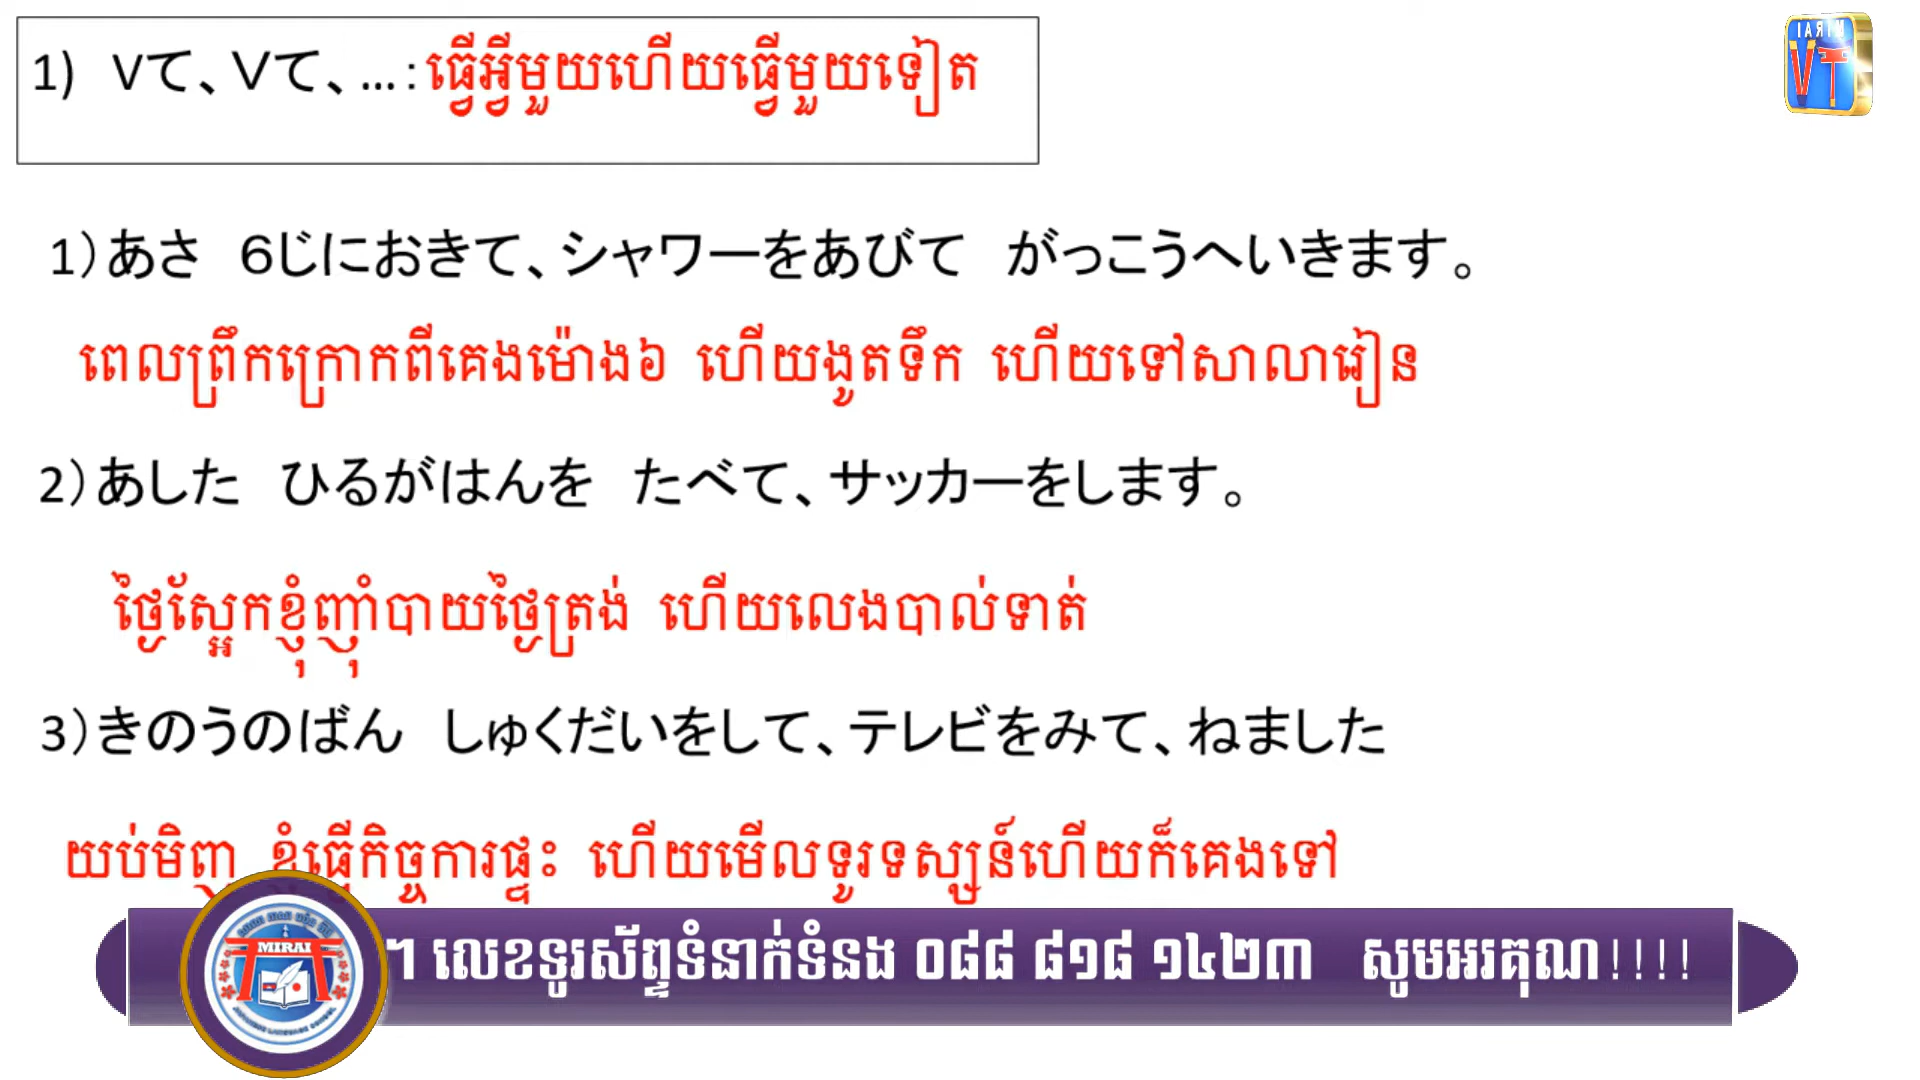 1) Vて、Vて、...:ធ្វើអ្វីមួយហើយធ្វើមួយទៀត
1)あさ 6じにおきて、シャワーをあびて がっこうへいきます。
ពេលព្រឹកក្រោកពីគេងម៉ោង៦ ហើយងូតទឹក ហើយទៅសាលារៀន
2)あした ひるがはんを たべて、サッカーをします。
ថ្ងៃស្អែកខ្ញុំញ៉ាំបាយថ្ងៃត្រង់ ហើយលេងបាល់ទាត់
3)きのうのばん しゅくだいをして、テレビをみて、ねました
យប់មិញ ខ្ញុំធ្វើកិច្ចការផ្ទះ ហើយមើលទូរទស្សន៍ហើយក៏គេងទៅ
ៗ លេខទូរស័ព្ទទំនាក់ទំនង ០៨៨ ៨១៨ ១៤២៣ សូមអរគុណ!!!!
MIRAI